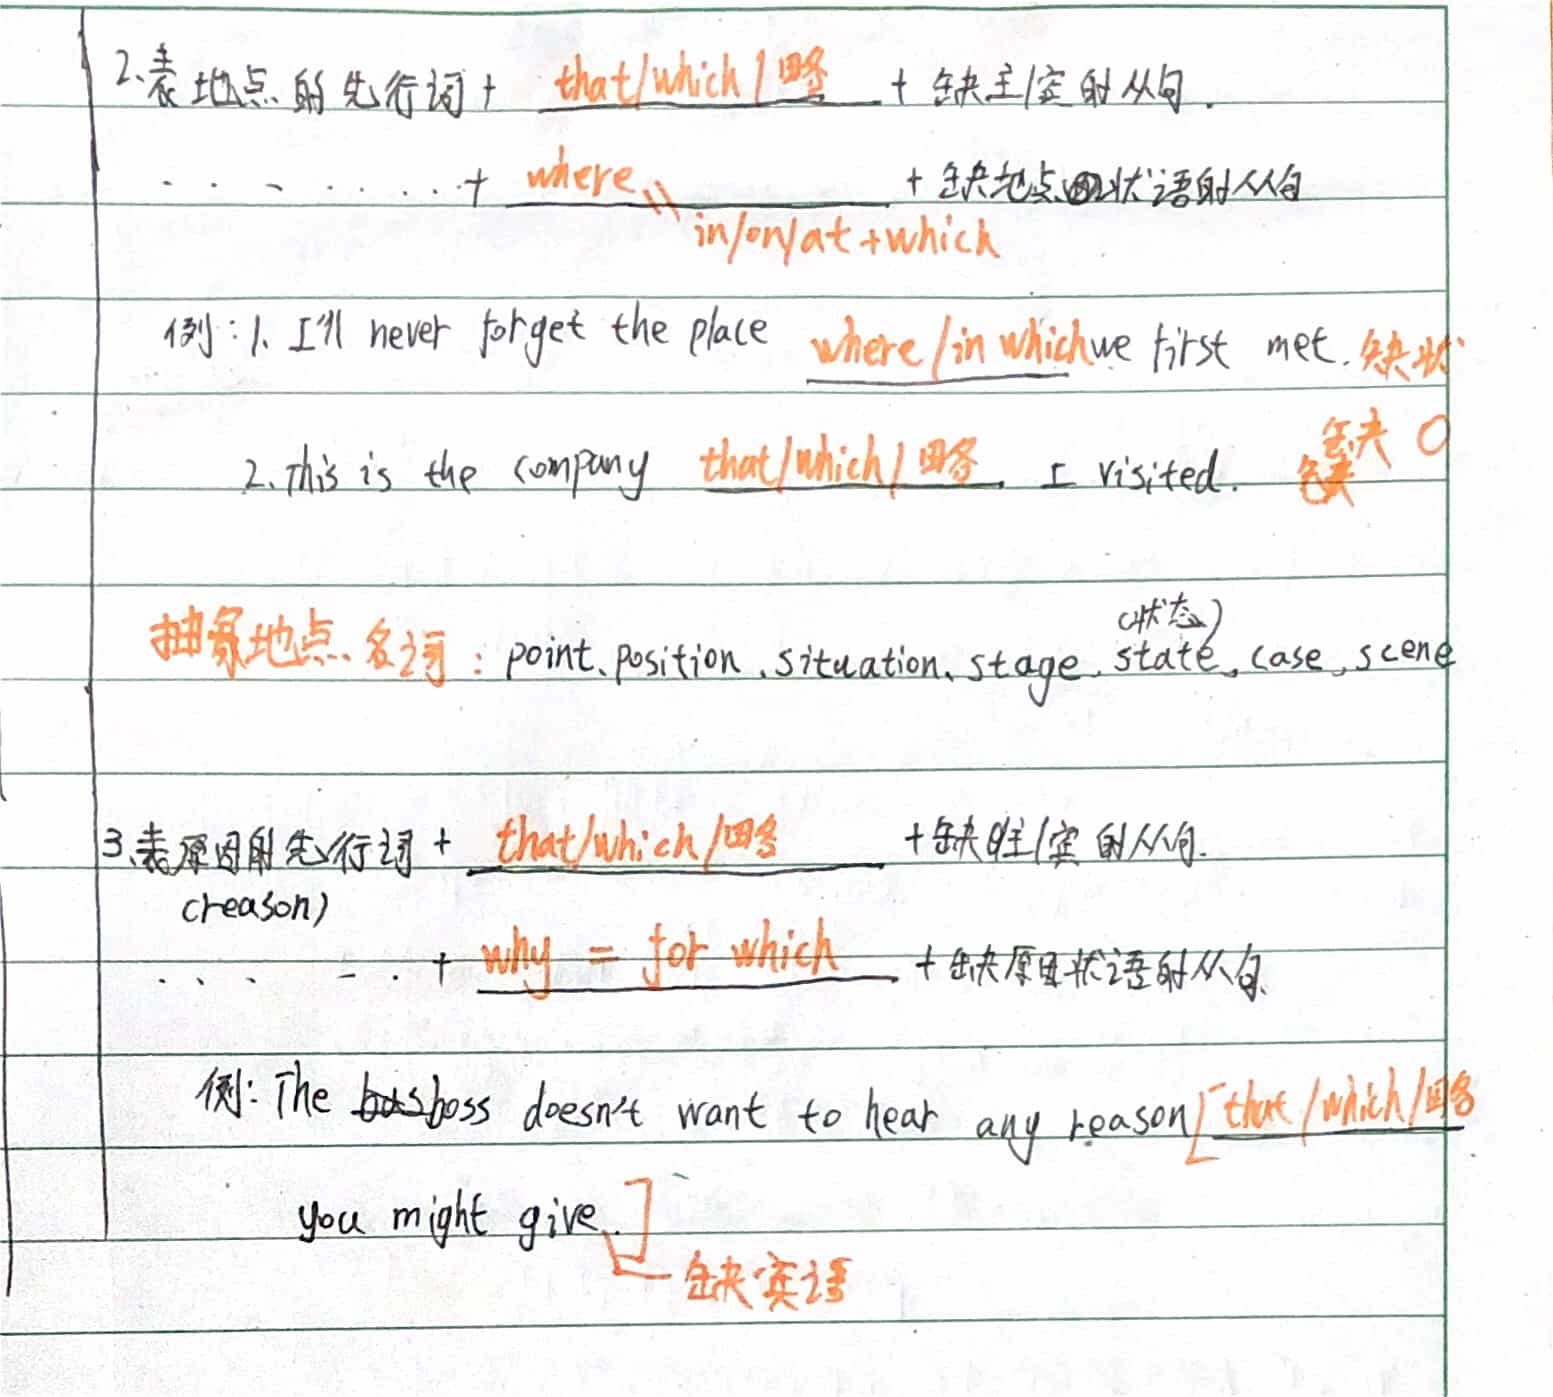 2、表地点的先行词 + that/which/略 + 缺主/宾的从句.
. . . . . . . . . + where + 缺地点状语的从句
\\ in/on/at+which
例: 1、I'll never forget the place where/in which we first met. 缺状
缺 O
2、This is the company that/which/略 I visited.
(状态)
抽象地点名词: point、position、situation、stage、state、case、scene
3、表原因的先行词 + that/which/略 + 缺主/宾的从句.
(reason)
. . . . . . + why = for which + 缺原因状语的从句.
例: The boss doesn't want to hear any reason [that/which/略
you might give.]
缺宾语